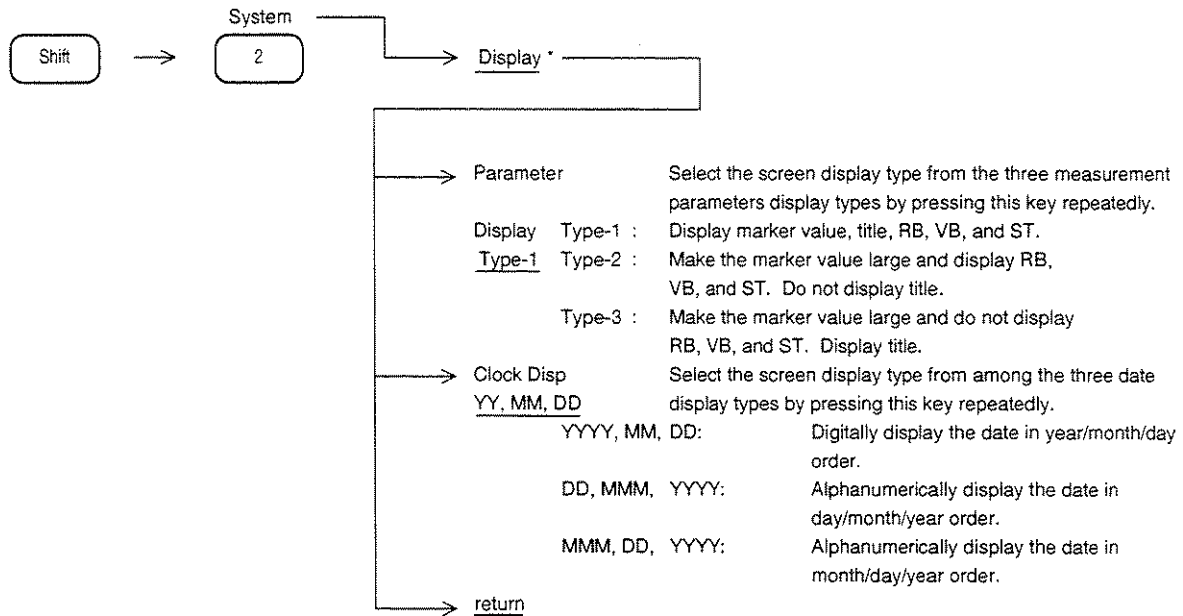 System
Shift
2
Display *
Parameter Select the screen display type from the three measurement
parameters display types by pressing this key repeatedly.
Display Type-1 : Display marker value, title, RB, VB, and ST.
Type-1 Type-2 : Make the marker value large and display RB,
VB, and ST. Do not display title.
Type-3 : Make the marker value large and do not display
RB, VB, and ST. Display title.
Clock Disp Select the screen display type from among the three date
YY, MM, DD display types by pressing this key repeatedly.
YYYY, MM, DD: Digitally display the date in year/month/day
order.
DD, MMM, YYYY: Alphanumerically display the date in
day/month/year order.
MMM, DD, YYYY: Alphanumerically display the date in
month/day/year order.
return